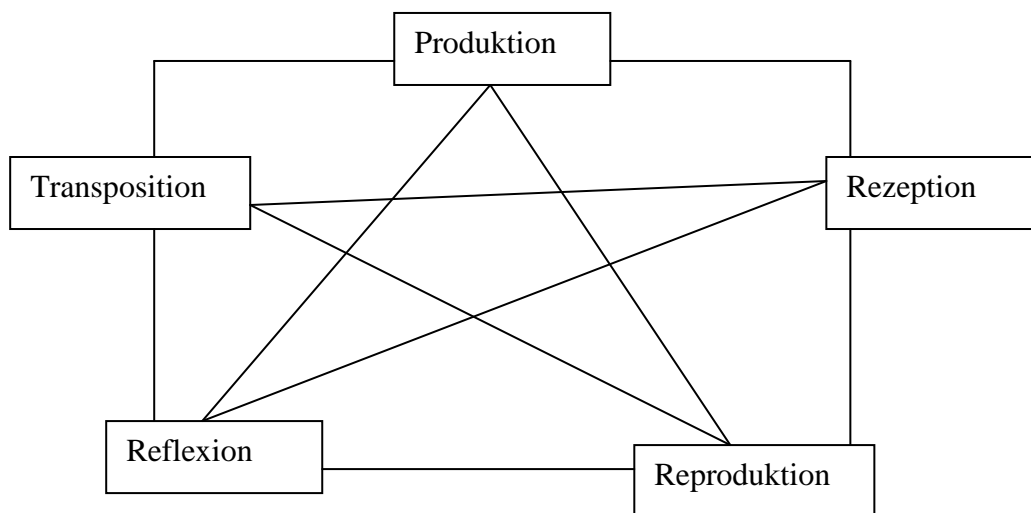 Produktion
Transposition
Rezeption
Reflexion
Reproduktion